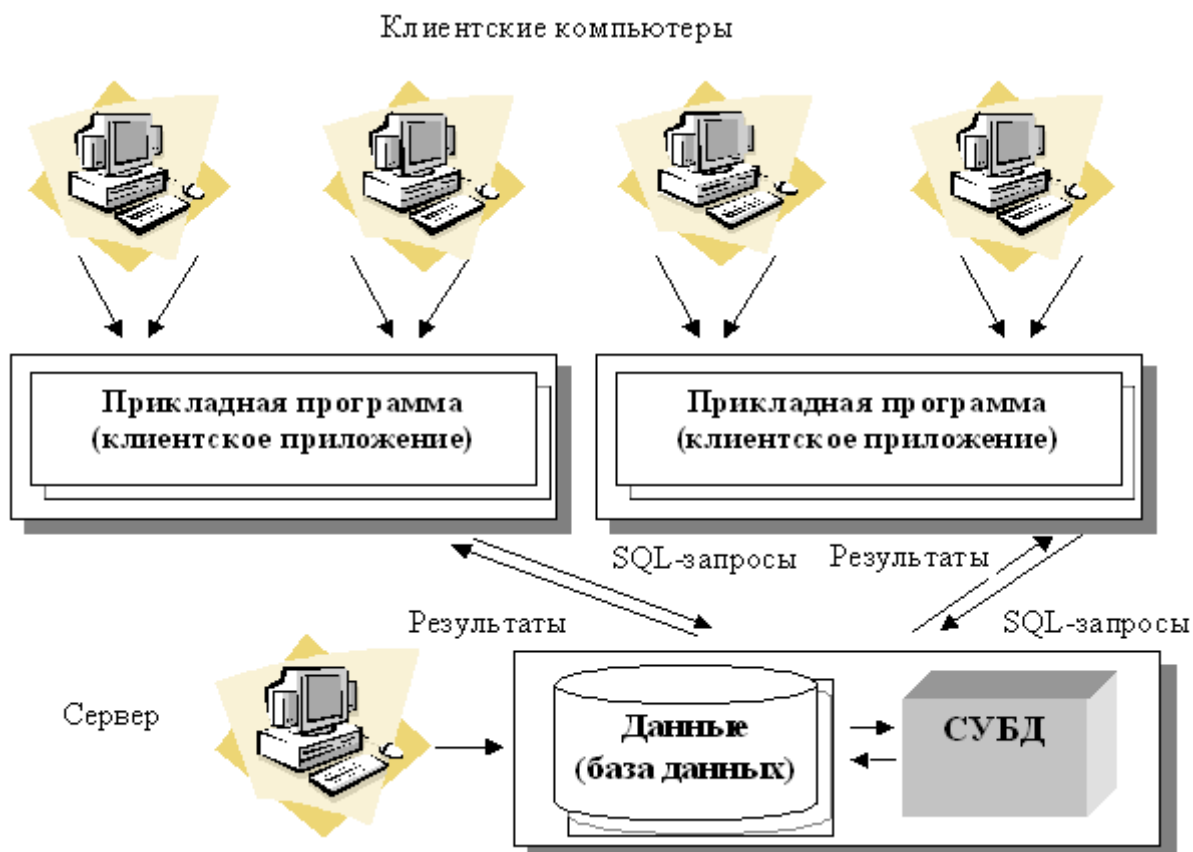 Клиентские компьютеры
Прикладная программа
(клиентское приложение)
Прикладная программа
(клиентское приложение)
SQL-запросы
Результаты
Результаты
SQL-запросы
Сервер
Данные
(база данных)
СУБД